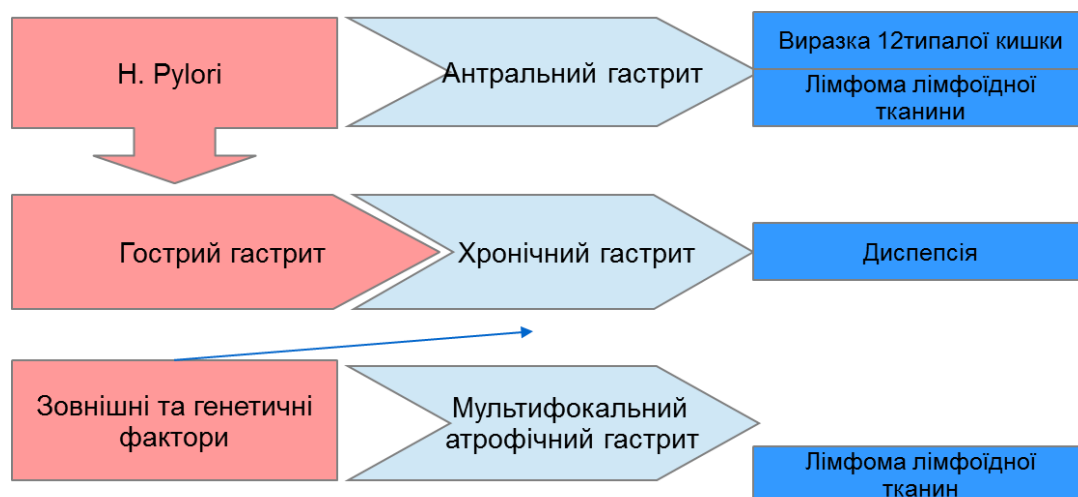 H. Pylori
Антральний гастрит
Виразка 12типалої кишки
Лімфома лімфоїдної
тканини
Гострий гастрит
Хронічний гастрит
Диспепсія
Зовнішні та генетичні
фактори
Мультифокальний
атрофічний гастрит
Лімфома лімфоїдної
тканин